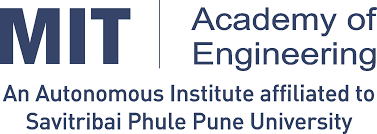 MIT
Academy of
Engineering
An Autonomous Institute affiliated to
Savitribai Phule Pune University